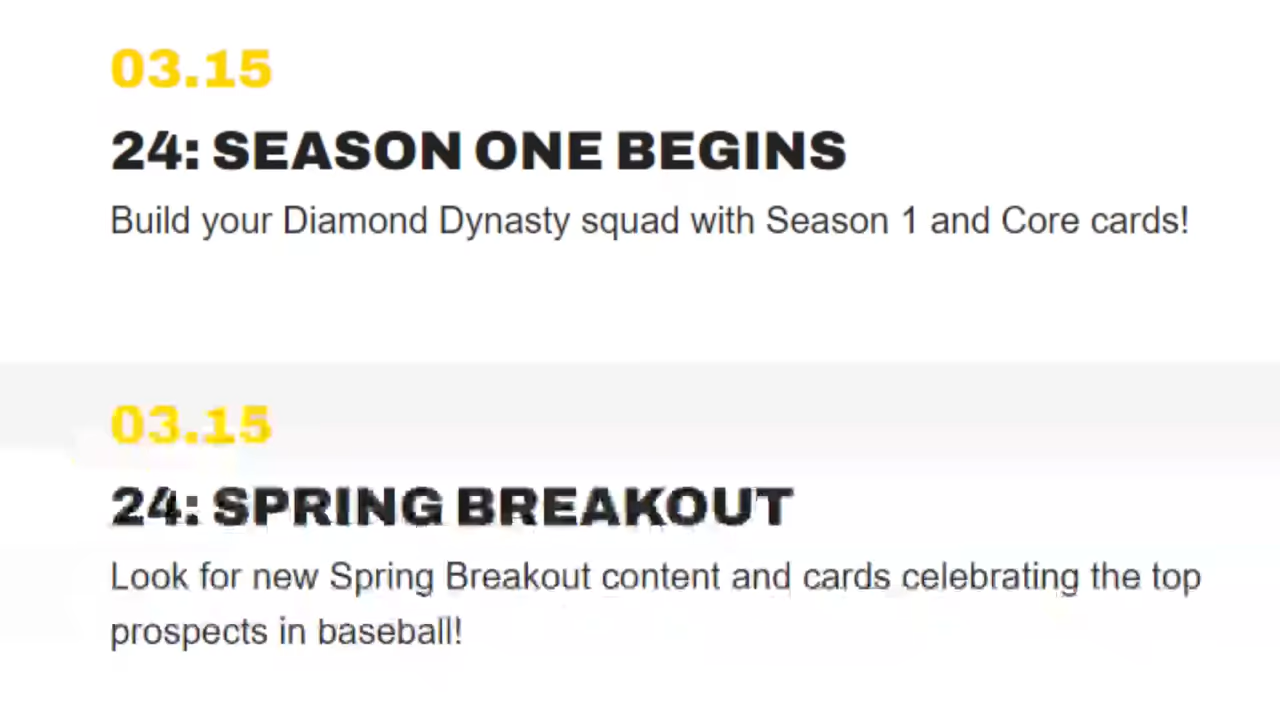 03.15
24: SEASON ONE BEGINS
Build your Diamond Dynasty squad with Season 1 and Core cards!
03.15
24: SPRING BREAKOUT
Look for new Spring Breakout content and cards celebrating the top
prospects in baseball!